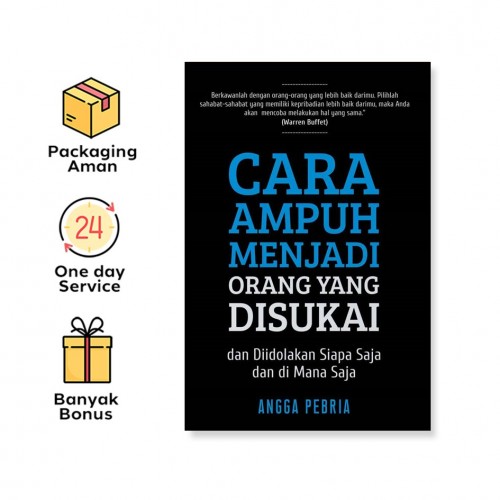 Packaging
Aman
24
One day
Service
Banyak
Bonus
Berkawanlah dengan orang-orang yang lebih baik darimu. Pilihlah
sahabat-sahabat yang memiliki kepribadian lebih baik darimu, maka Anda
akan mencoba melakukan hal yang sama."
(Warren Buffet)
CARA
AMPUH
MENJADI
ORANG YANG
DISUKAI
dan Diidolakan Siapa Saja
dan di Mana Saja
ANGGA PEBRIA